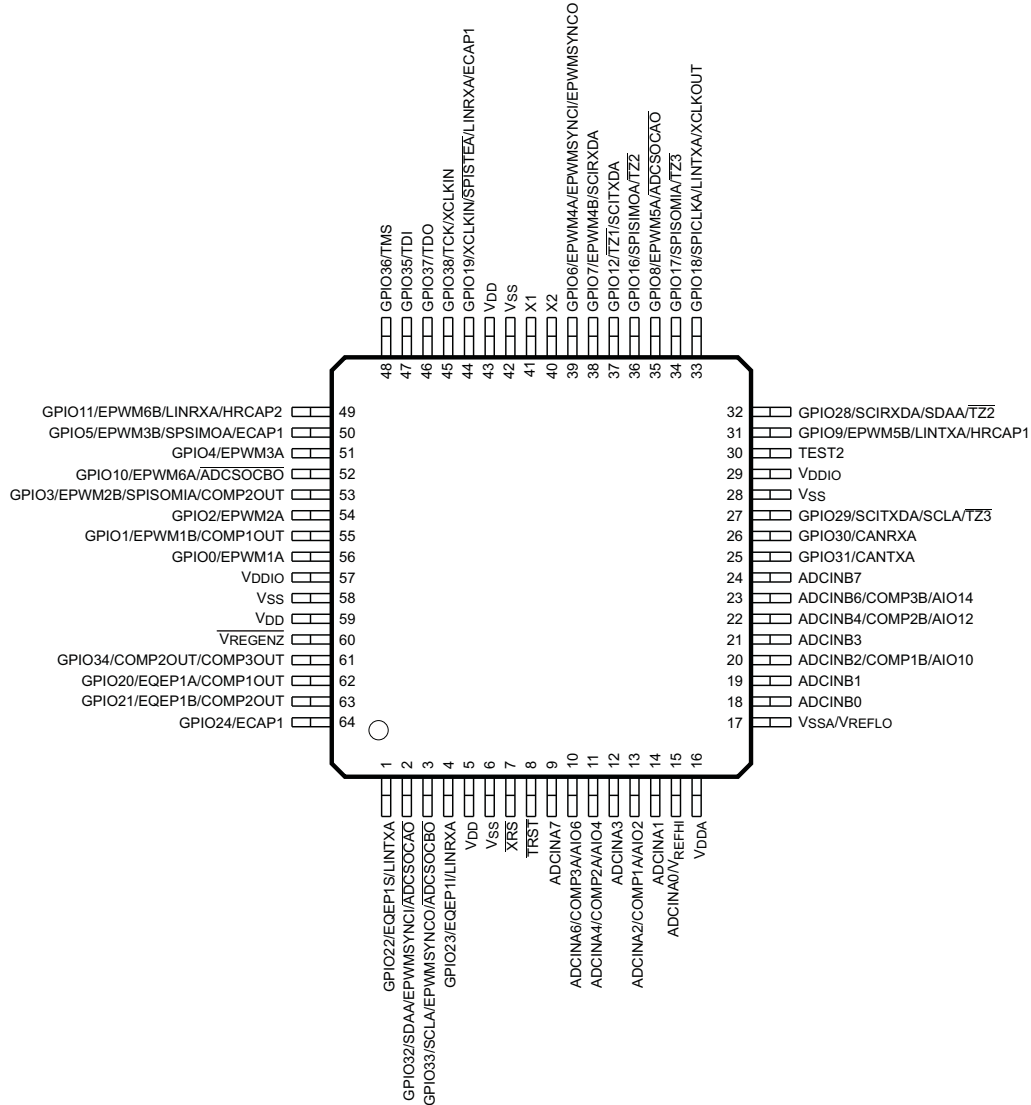 GPIO36/TMS
GPIO35/TDI
GPIO37/TDO
GPIO38/TCK/XCLKIN
GPIO19/XCLKIN/SPISTEA/LINRXA/ECAP1
VDD
VSS
X1
X2
GPIO6/EPWM4A/EPWMSYNCI/EPWMSYNCO
GPIO7/EPWM4B/SCIRXDA
GPIO12/TZ1/SCITXDA
GPIO16/SPISIMOA/TZ2
GPIO8/EPWM5A/ADCSOCAO
GPIO17/SPISOMIA/TZ3
GPIO18/SPICLKA/LINTXA/XCLKOUT
48 47 46 45 44 43 42 41 40 39 38 37 36 35 34 33
GPIO11/EPWM6B/LINRXA/HRCAP2 49
GPIO5/EPWM3B/SPSIMOA/ECAP1 50
GPIO4/EPWM3A 51
GPIO10/EPWM6A/ADCSOCBO 52
GPIO3/EPWM2B/SPISOMIA/COMP2OUT 53
GPIO2/EPWM2A 54
GPIO1/EPWM1B/COMP1OUT 55
GPIO0/EPWM1A 56
VDDIO 57
VSS 58
VDD 59
VREGENZ 60
GPIO34/COMP2OUT/COMP3OUT 61
GPIO20/EQEP1A/COMP1OUT 62
GPIO21/EQEP1B/COMP2OUT 63
GPIO24/ECAP1 64
32 GPIO28/SCIRXDA/SDAA/TZ2
31 GPIO9/EPWM5B/LINTXA/HRCAP1
30 TEST2
29 VDDIO
28 VSS
27 GPIO29/SCITXDA/SCLA/TZ3
26 GPIO30/CANRXA
25 GPIO31/CANTXA
24 ADCINB7
23 ADCINB6/COMP3B/AIO14
22 ADCINB4/COMP2B/AIO12
21 ADCINB3
20 ADCINB2/COMP1B/AIO10
19 ADCINB1
18 ADCINB0
17 VSSA/VREFLO
1 2 3 4 5 6 7 8 9 10 11 12 13 14 15 16
GPIO22/EQEP1S/LINTXA
GPIO32/SDAA/EPWMSYNCI/ADCSOCAO
GPIO33/SCLA/EPWMSYNCO/ADCSOCBO
GPIO23/EQEP1I/LINRXA
VDD
VSS
XRS
TRST
ADCINA7
ADCINA6/COMP3A/AIO6
ADCINA4/COMP2A/AIO4
ADCINA3
ADCINA2/COMP1A/AIO2
ADCINA1
ADCINA0/VREFHI
VDDA